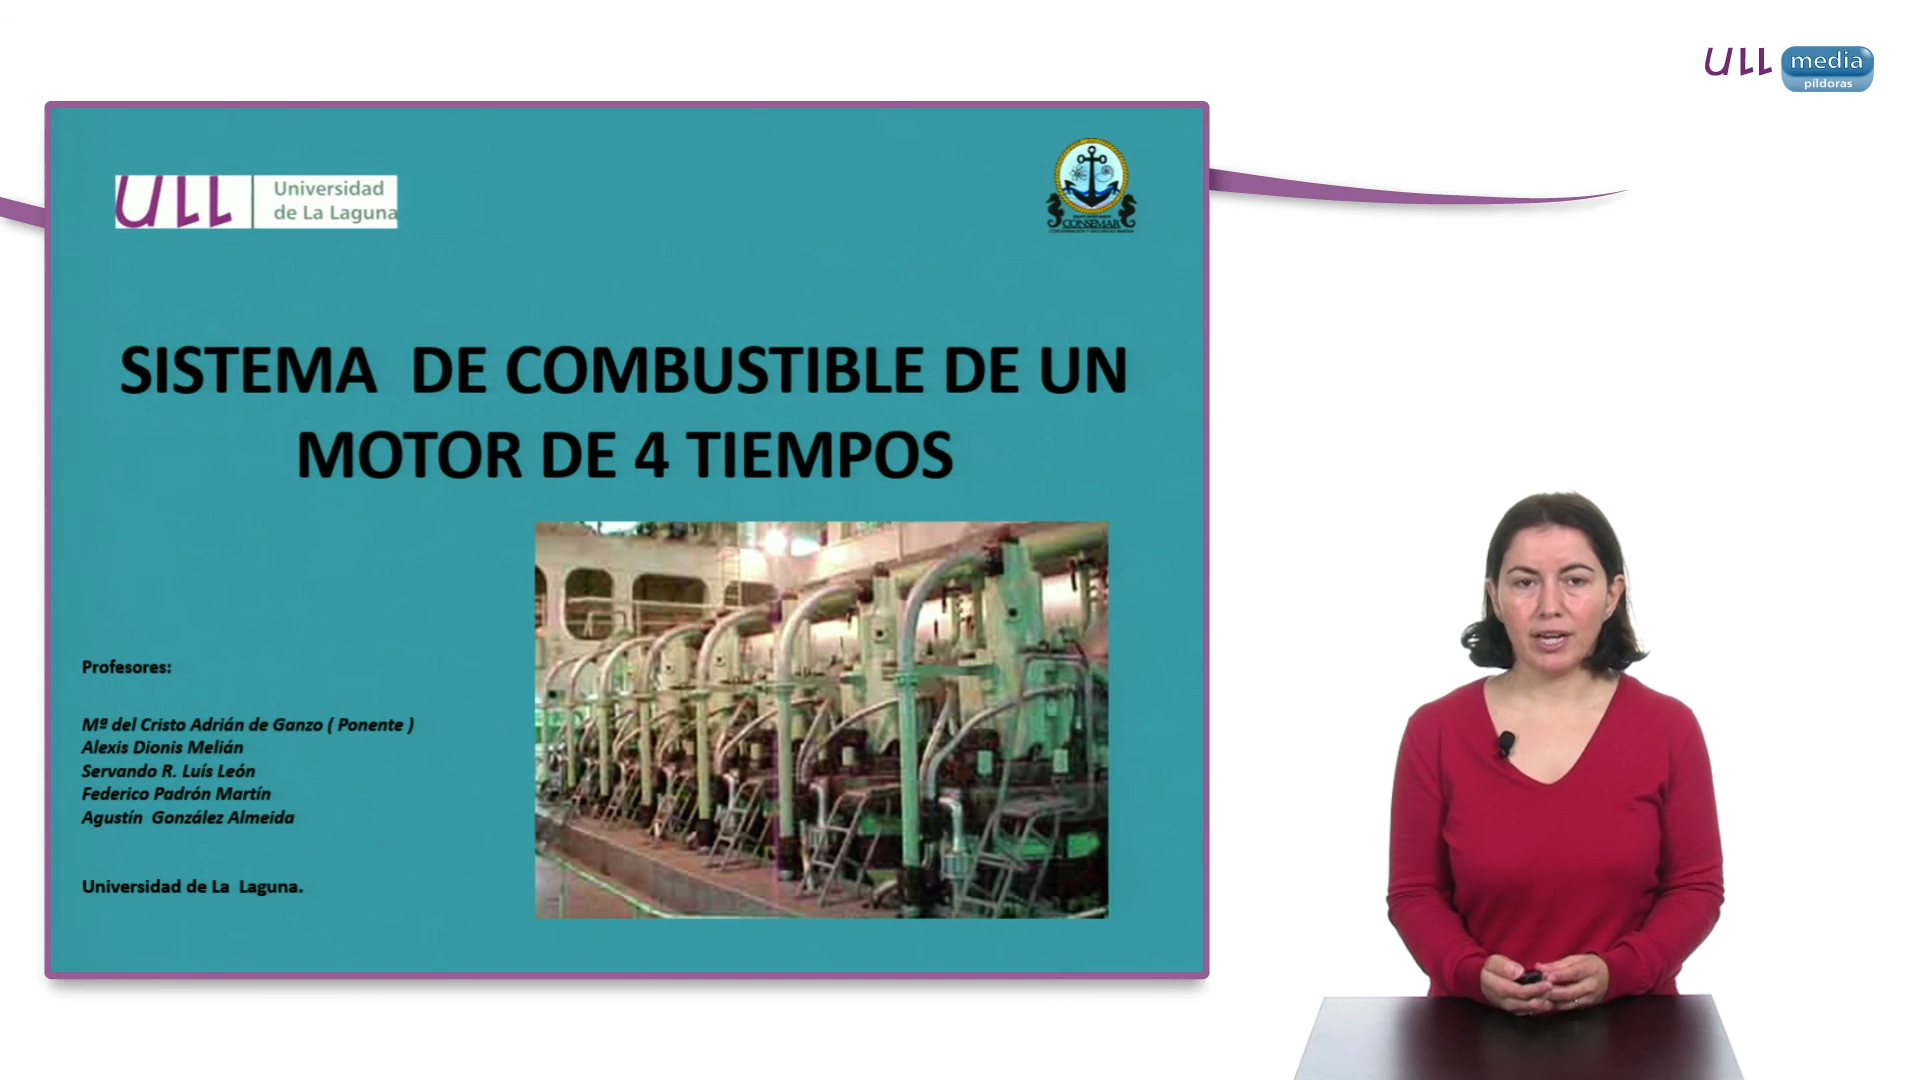 ULL media
píldoras
ULL Universidad
de La Laguna
CONSEMAR
SISTEMA DE COMBUSTIBLE DE UN
MOTOR DE 4 TIEMPOS
Profesores:
Mª del Cristo Adrián de Ganzo ( Ponente )
Alexis Dionis Melián
Servando R. Luís León
Federico Padrón Martín
Agustín González Almeida
Universidad de La Laguna.